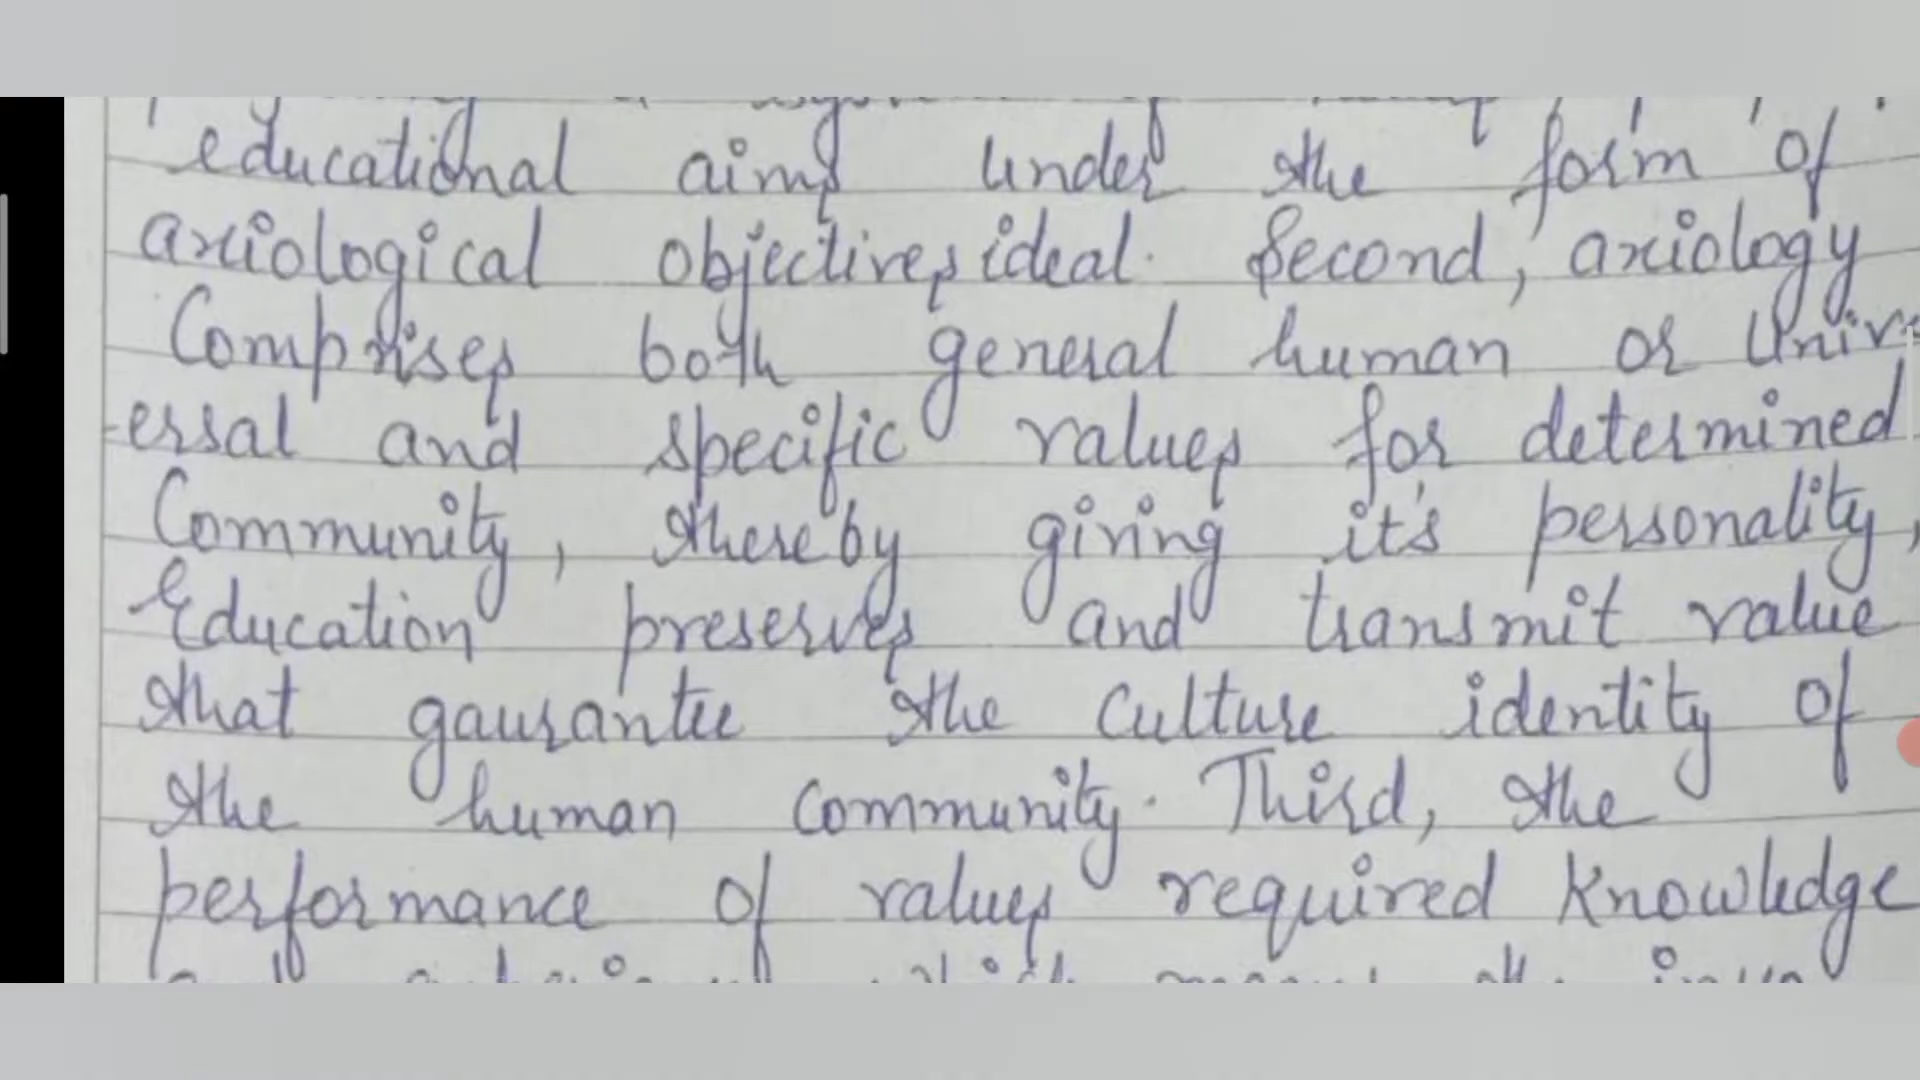 educational aims under the form of
axiological objectives ideal. Second, axiology
Comprises both general human or Univ-
-ersal and specific values for determined
Community, thereby giving it's personality,
Education preserves and transmit value
that gaurantee the Culture identity of
the human community. Third, the
performance of values required Knowledge